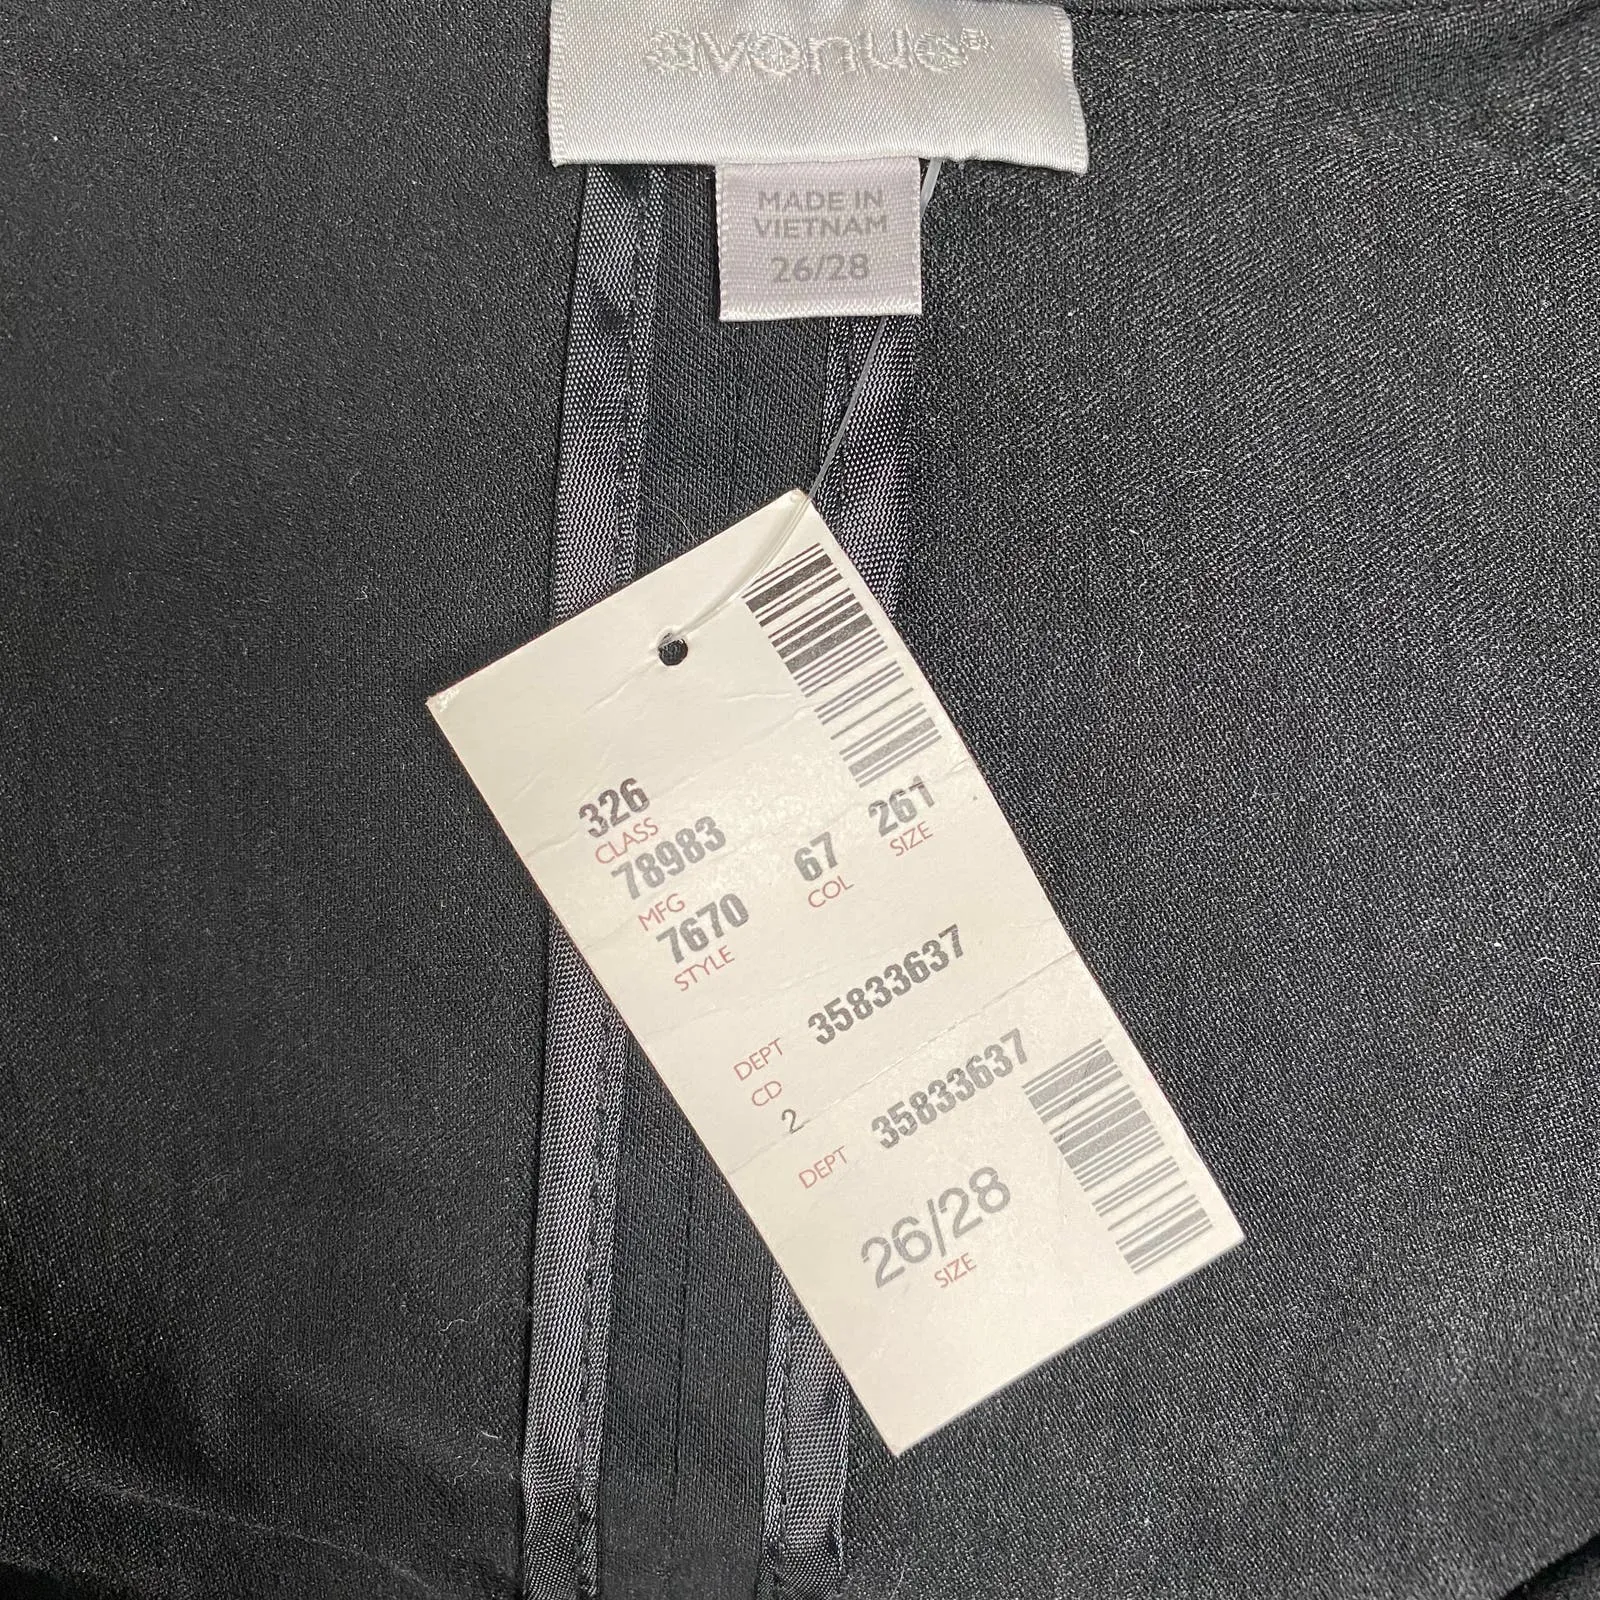 avenue®
MADE IN
VIETNAM
26/28
326
CLASS
78983
MFG
7670 67 261
STYLE COL SIZE
DEPT 35833637
CD
2
DEPT 35833637
26/28
SIZE